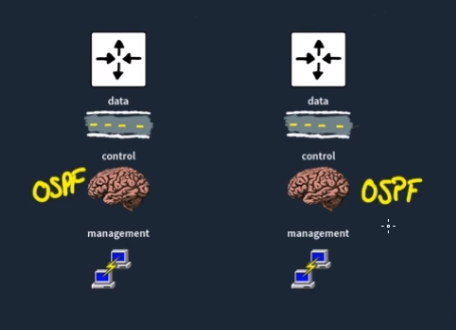 data data
control control
OSPF OSPF
management management